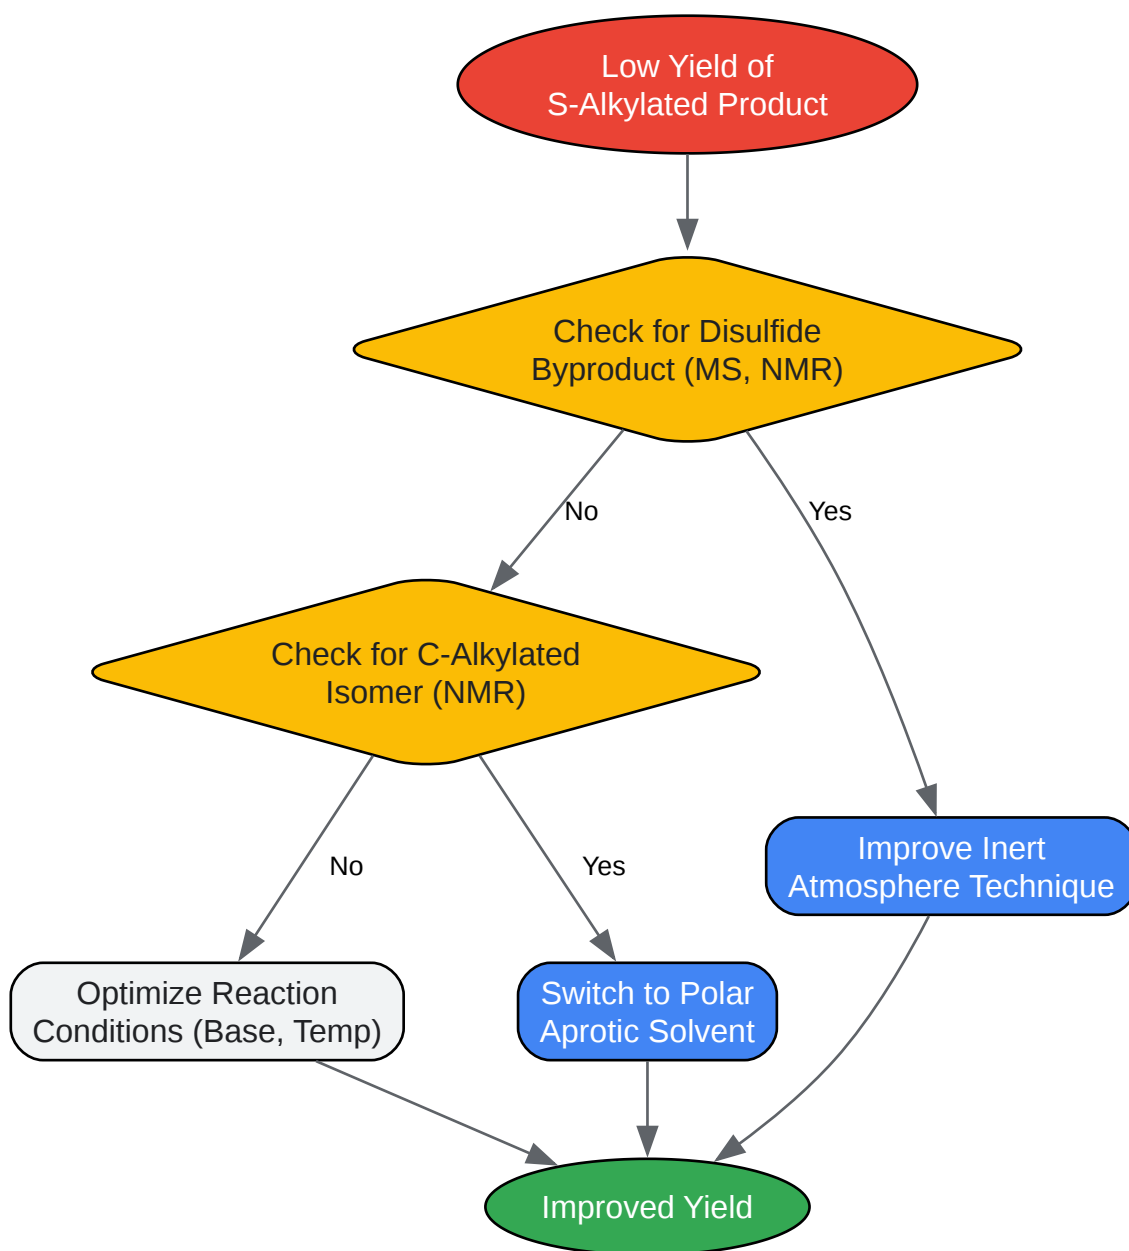 Low Yield of
S-Alkylated Product
Check for Disulfide
Byproduct (MS, NMR)
No
Yes
Check for C-Alkylated
Isomer (NMR)
No
Yes
Improve Inert
Atmosphere Technique
Optimize Reaction
Conditions (Base, Temp)
Switch to Polar
Aprotic Solvent
Improved Yield